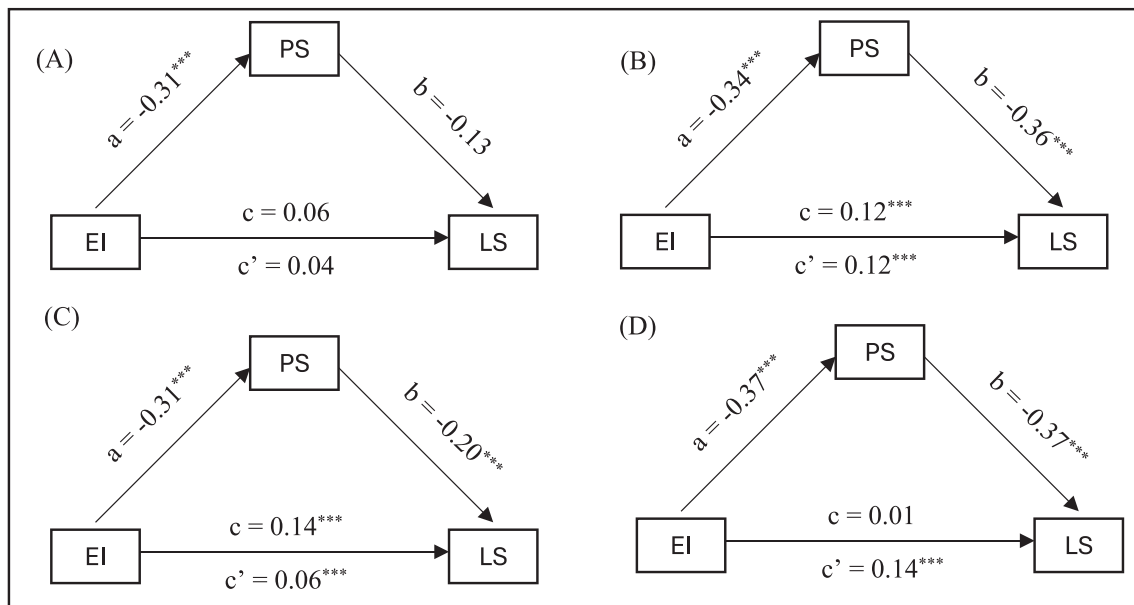 (A)
PS
a = -0.31***
b = -0.13
EI
c = 0.06
LS
c’ = 0.04
(B)
PS
a = -0.34***
b = -0.36***
EI
c = 0.12***
LS
c’ = 0.12***
(C)
PS
a = -0.31***
b = -0.20***
EI
c = 0.14***
LS
c’ = 0.06***
(D)
PS
a = -0.37***
b = -0.37***
EI
c = 0.01
LS
c’ = 0.14***